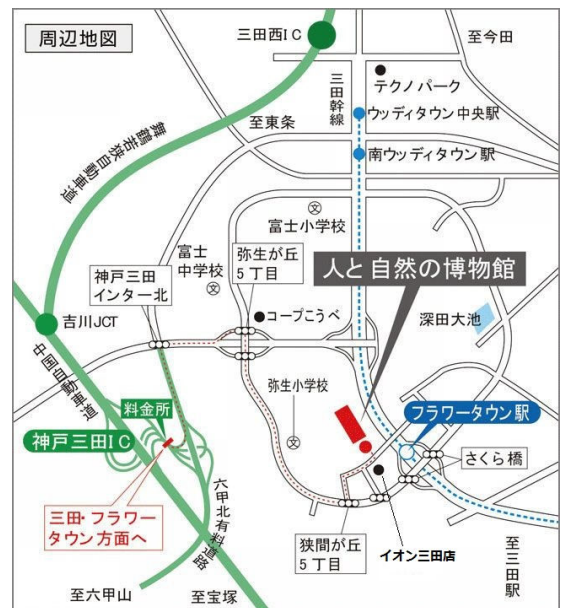 周辺地図
三田西IC
至今田
三田幹線
テクノパーク
ウッディタウン中央駅
至東条
南ウッディタウン駅
舞鶴若狭自動車道
富士小学校
富士
中学校
弥生が丘
5丁目
神戸三田
インター北
人と自然の博物館
コープこうべ
深田大池
吉川JCT
中国自動車道
弥生小学校
料金所
フラワータウン駅
神戸三田IC
さくら橋
三田・フラワー
タウン方面へ
六甲北有料道路
狭間が丘
5丁目
イオン三田店
至三田駅
至六甲山
至宝塚
文
文
文